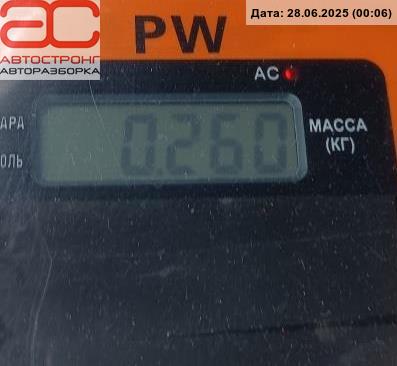 Дата: 28.06.2025 (00:06)
АС
АВТОСТРОНГ
АВТОРАЗБОРКА
PW
AC
АРА
ОЛЬ
0.260
МАССА
(КГ)